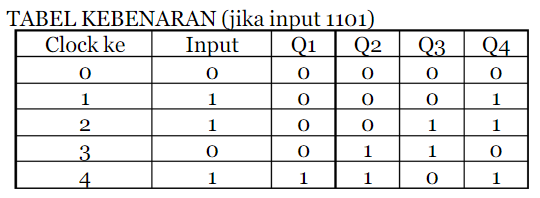 TABEL KEBENARAN (jika input 1101)
Clock ke Input Q1 Q2 Q3 Q4
0 0 0 0 0 0
1 1 0 0 0 1
2 1 0 0 1 1
3 0 0 1 1 0
4 1 1 1 0 1